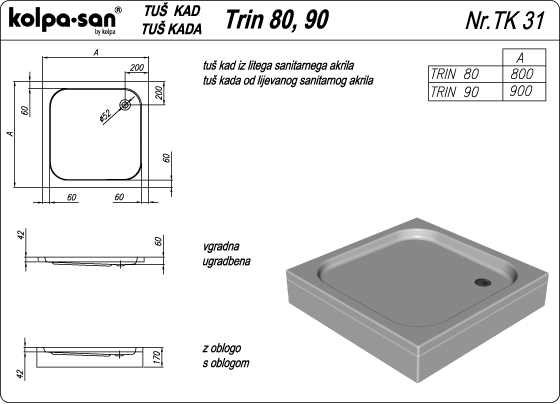 kolpa-san®
by kolpa
TUŠ KAD
TUŠ KADA
Trin 80, 90
Nr.TK 31
tuš kad iz litega sanitarnega akrila
tuš kada od lijevanog sanitarnog akrila
A
TRIN 80 800
TRIN 90 900
A
200
200
A
60
ø52
60
60
60
42
60
vgradna
ugradbena
z oblogo
s oblogom
42
170